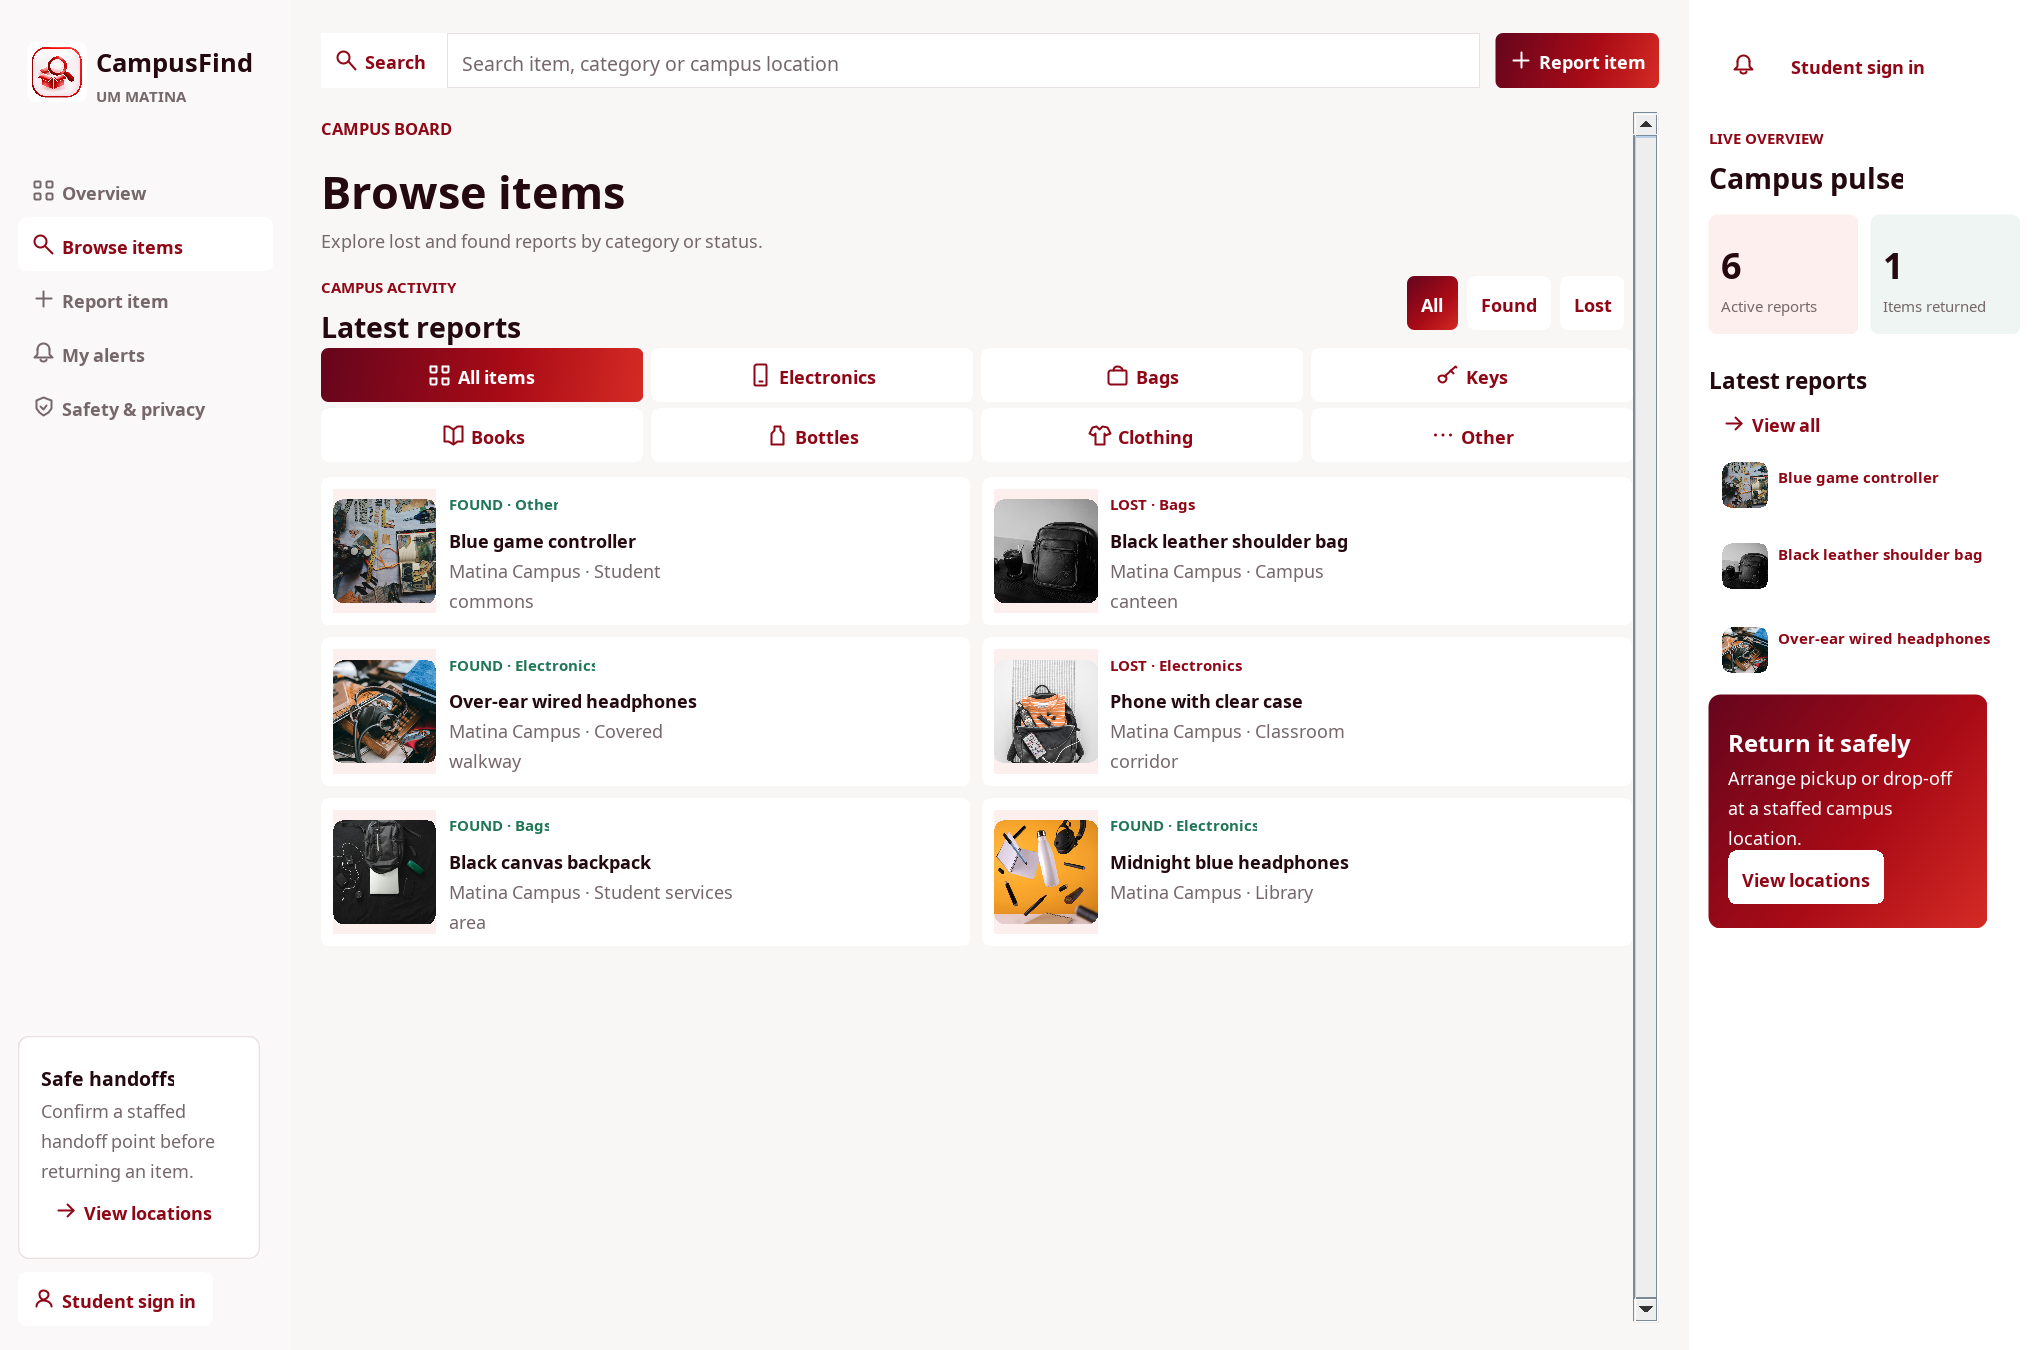 CampusFind
UM MATINA
Overview
Browse items
Report item
My alerts
Safety & privacy
Safe handoffs
Confirm a staffed
handoff point before
returning an item.
View locations
Student sign in
Search
Search item, category or campus location
Report item
CAMPUS BOARD
Browse items
Explore lost and found reports by category or status.
CAMPUS ACTIVITY
Latest reports
All
Found
Lost
All items
Electronics
Bags
Keys
Books
Bottles
Clothing
Other
FOUND · Other
Blue game controller
Matina Campus · Student
commons
LOST · Bags
Black leather shoulder bag
Matina Campus · Campus
canteen
FOUND · Electronics
Over-ear wired headphones
Matina Campus · Covered
walkway
LOST · Electronics
Phone with clear case
Matina Campus · Classroom
corridor
FOUND · Bags
Black canvas backpack
Matina Campus · Student services
area
FOUND · Electronics
Midnight blue headphones
Matina Campus · Library
Student sign in
LIVE OVERVIEW
Campus pulse
6
Active reports
1
Items returned
Latest reports
View all
Blue game controller
Black leather shoulder bag
Over-ear wired headphones
Return it safely
Arrange pickup or drop-off
at a staffed campus
location.
View locations